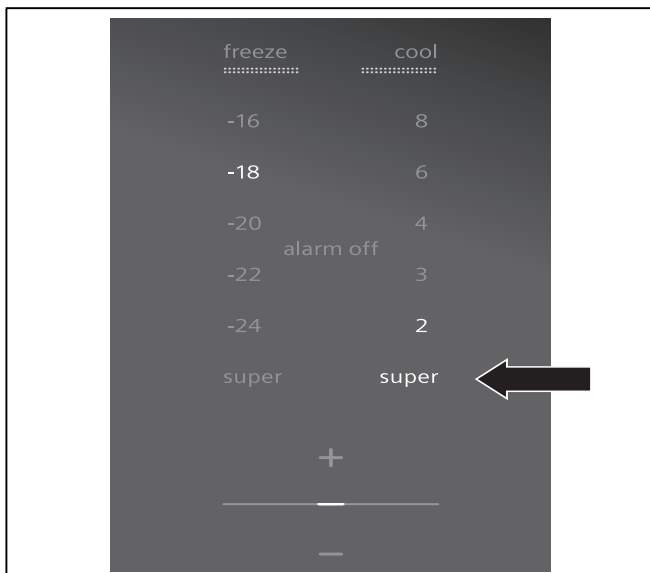 freeze cool
-16 8
-18 6
-20 4
alarm off
-22 3
-24 2
super super
+
−